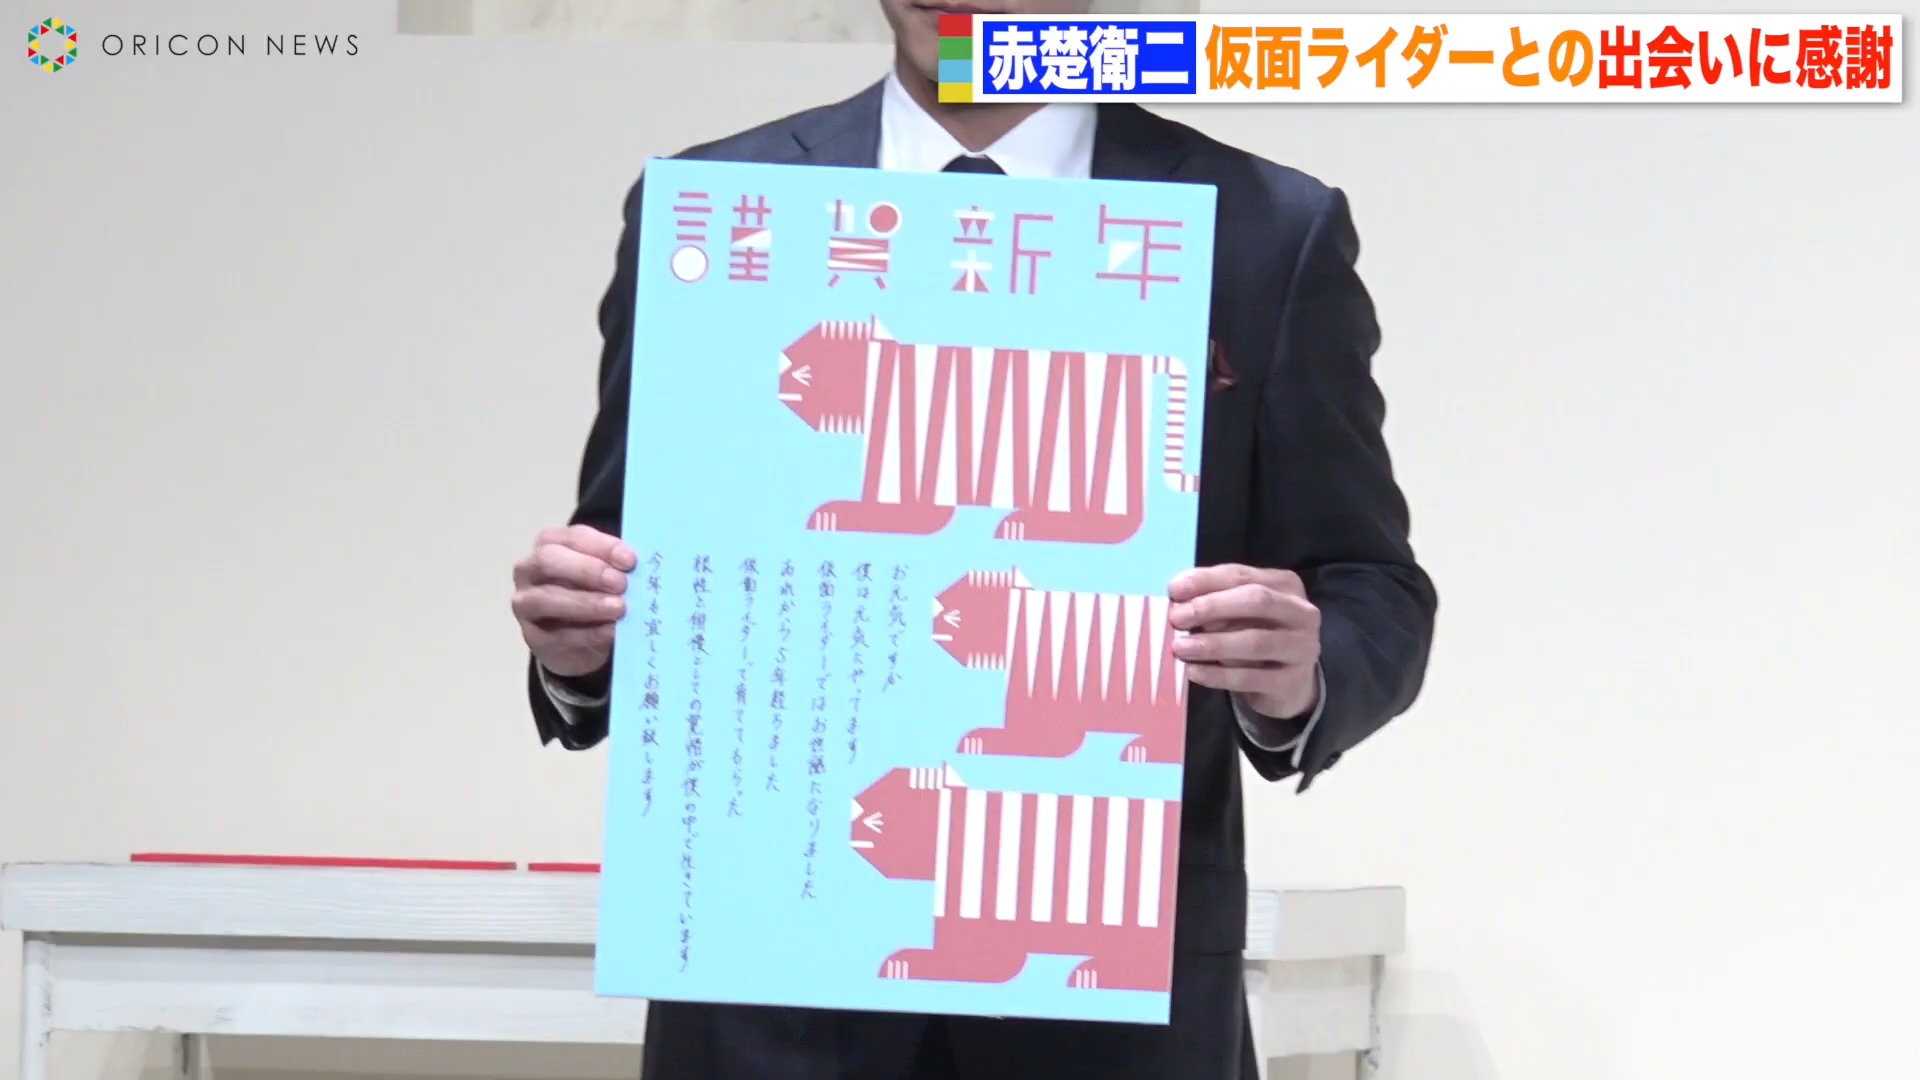 ORICON NEWS
赤楚衛二 仮面ライダーとの出会いに感謝
謹賀新年
お元気ですか
僕は元気にやってます
仮面ライダーではお世話になりました
あれから5年経ちました
仮面ライダーで育ててもらった
根性と俳優としての覚悟が僕の中で生きています
今年も宜しくお願い致します